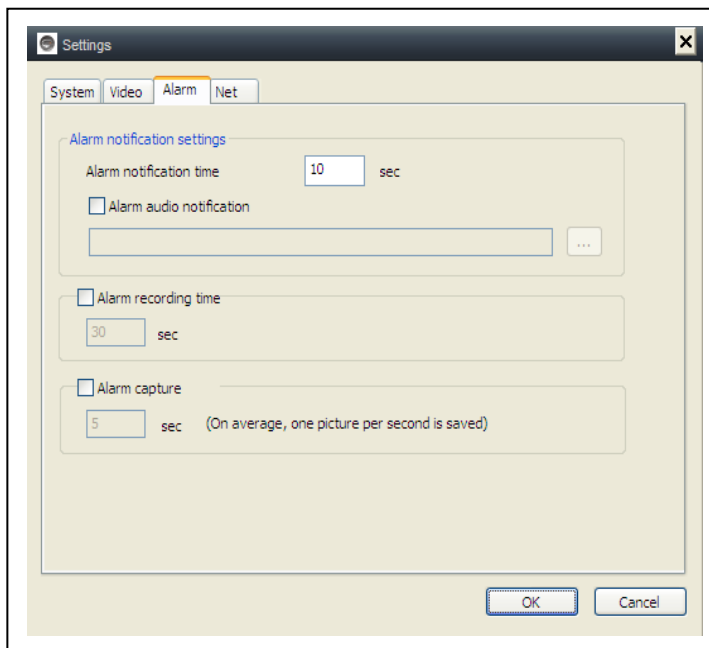 Settings
System Video Alarm Net
Alarm notification settings
Alarm notification time 10 sec
Alarm audio notification
...
Alarm recording time
30 sec
Alarm capture
5 sec (On average, one picture per second is saved)
OK Cancel